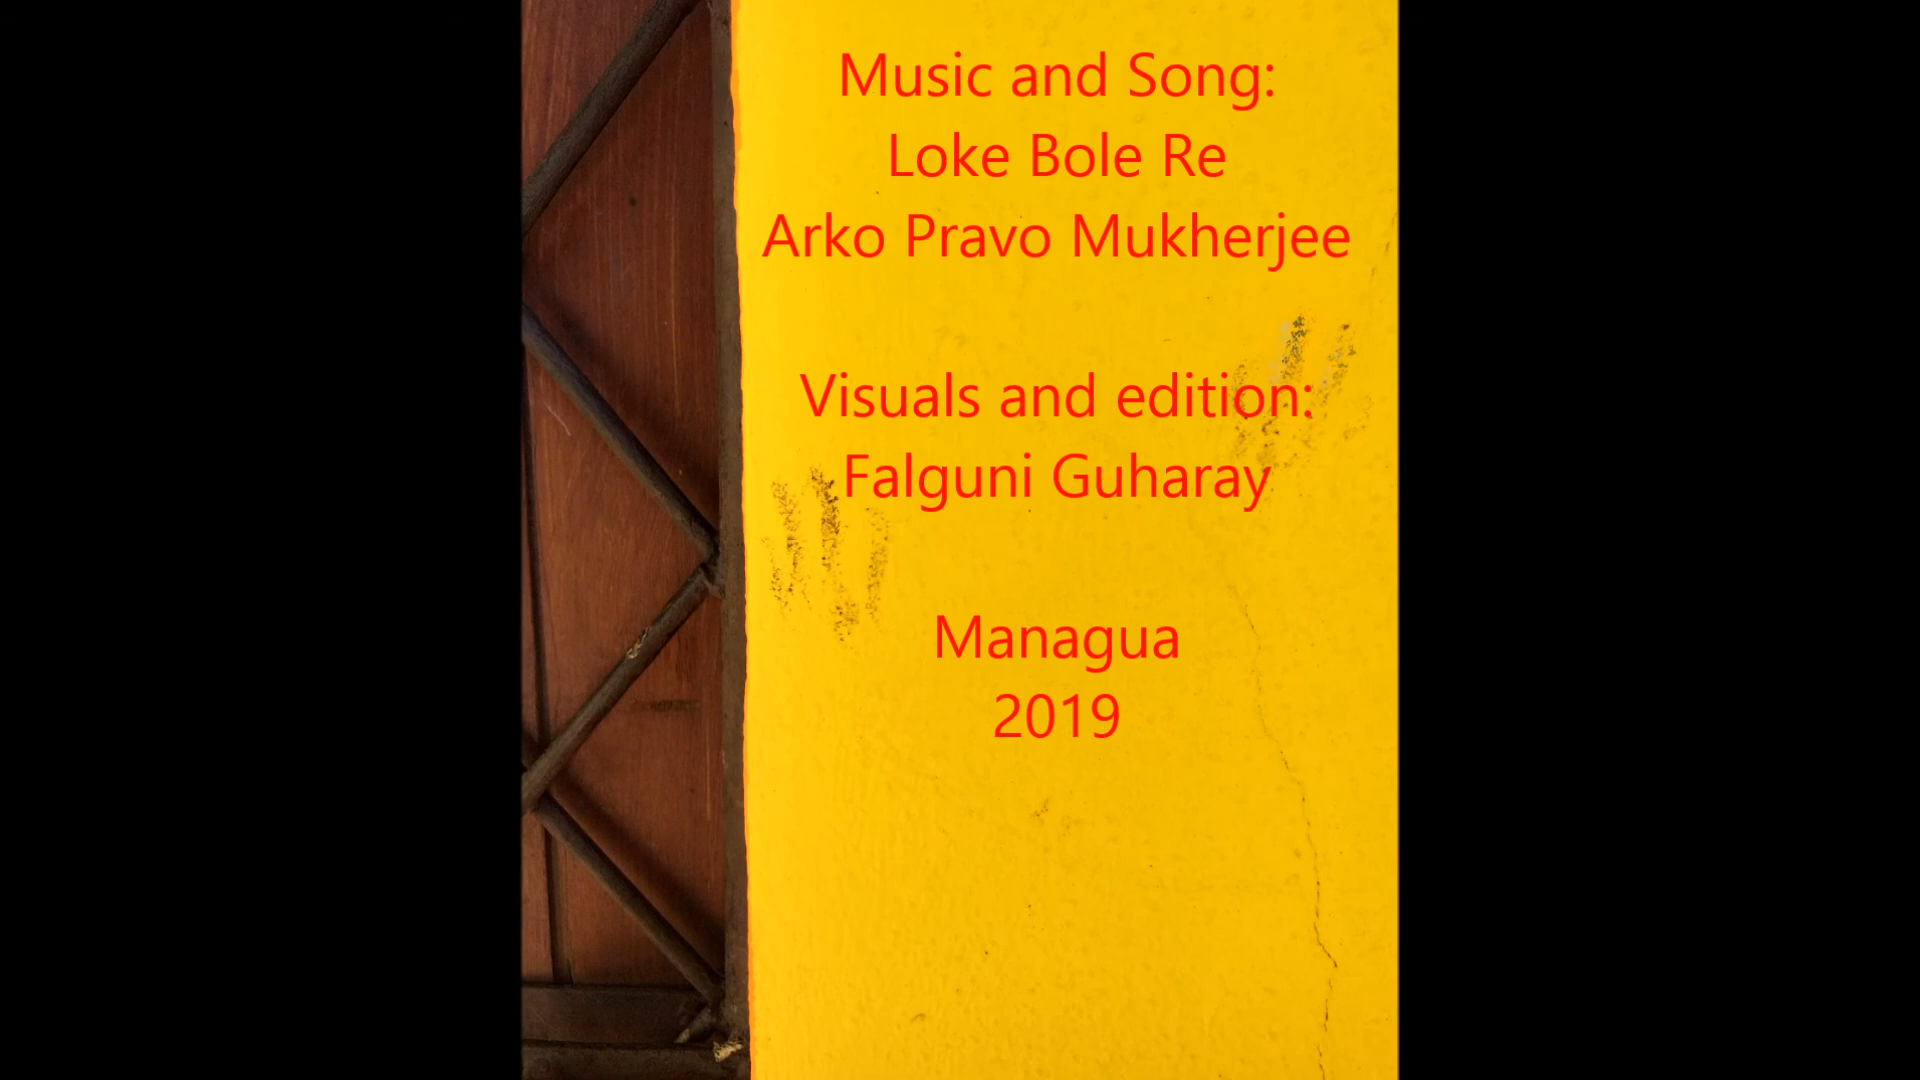 Music and Song:
Loke Bole Re
Arko Pravo Mukherjee
Visuals and edition:
Falguni Guharay
Managua
2019